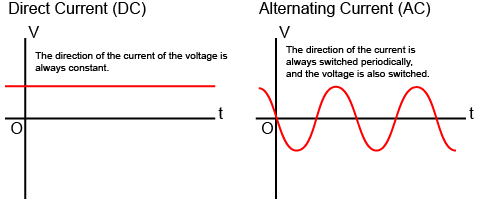 Direct Current (DC)
V
The direction of the current of the voltage is
always constant.
t
O
Alternating Current (AC)
V
The direction of the current is
always switched periodically,
and the voltage is also switched.
t
O